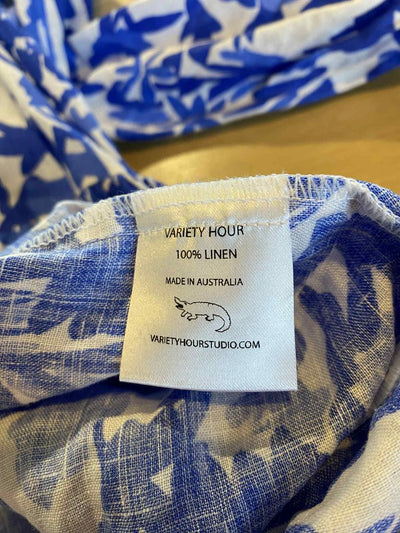 VARIETY HOUR
100% LINEN
MADE IN AUSTRALIA
VARIETYHOURSTUDIO.COM